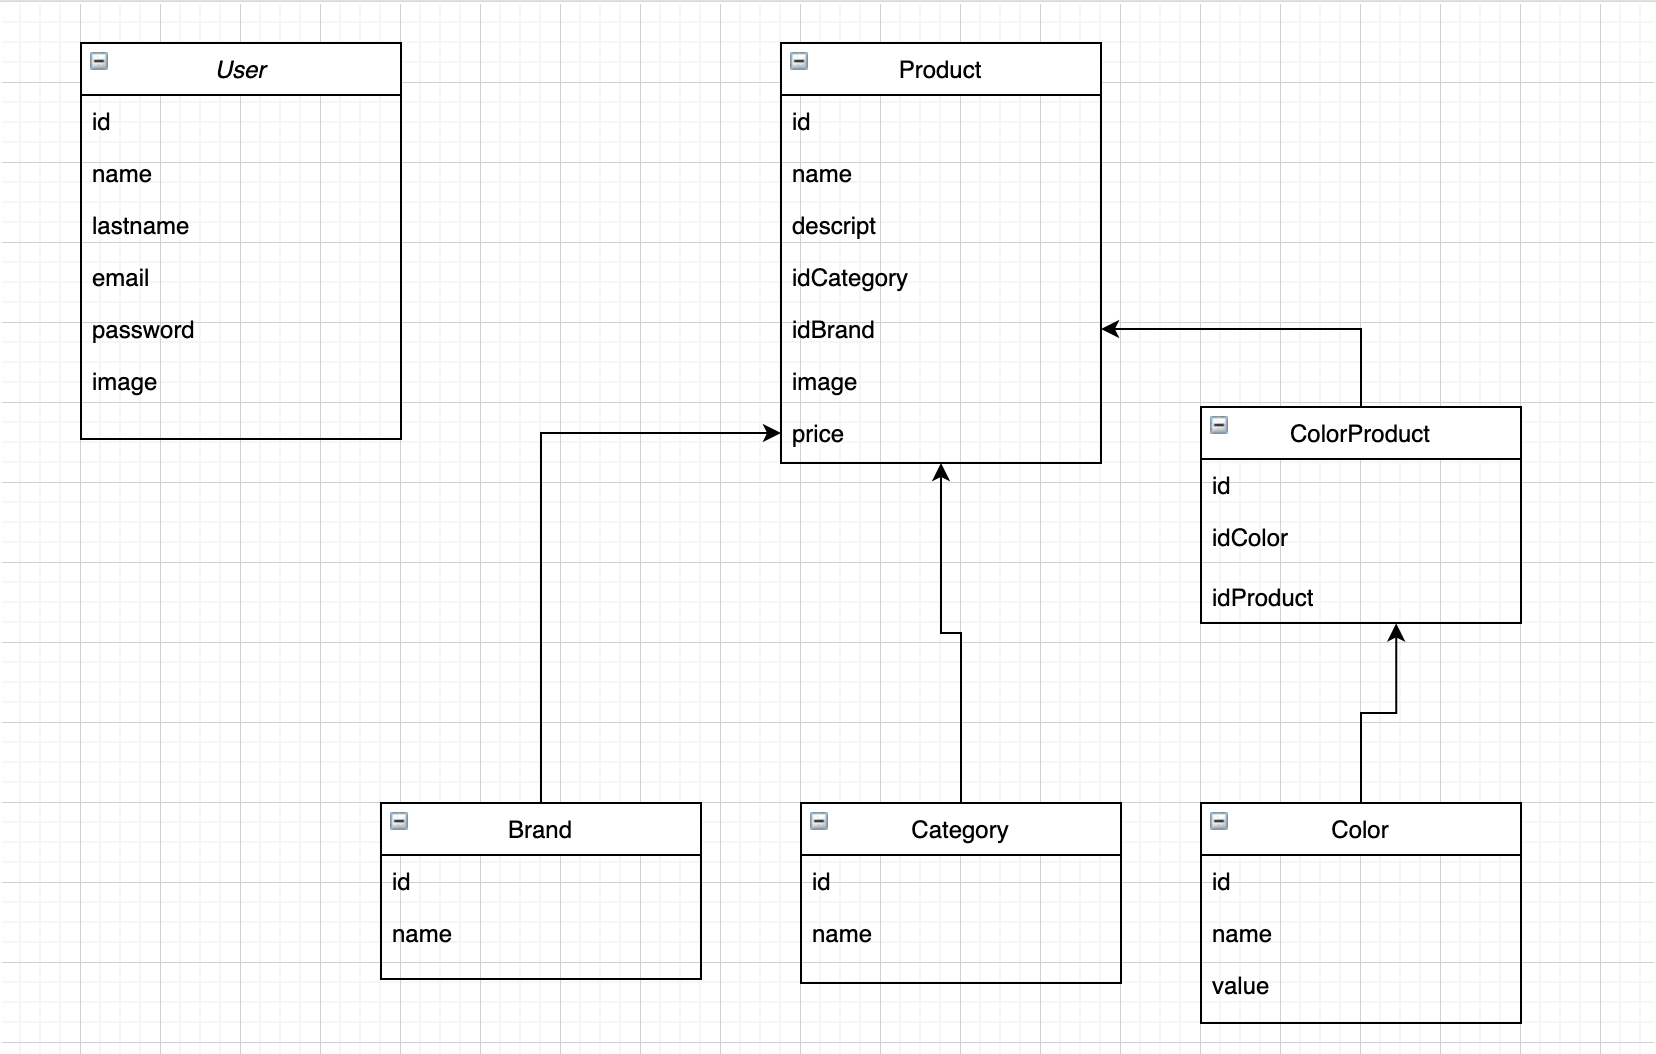 User
id
name
lastname
email
password
image
Product
id
name
descript
idCategory
idBrand
image
price
ColorProduct
id
idColor
idProduct
Brand
id
name
Category
id
name
Color
id
name
value